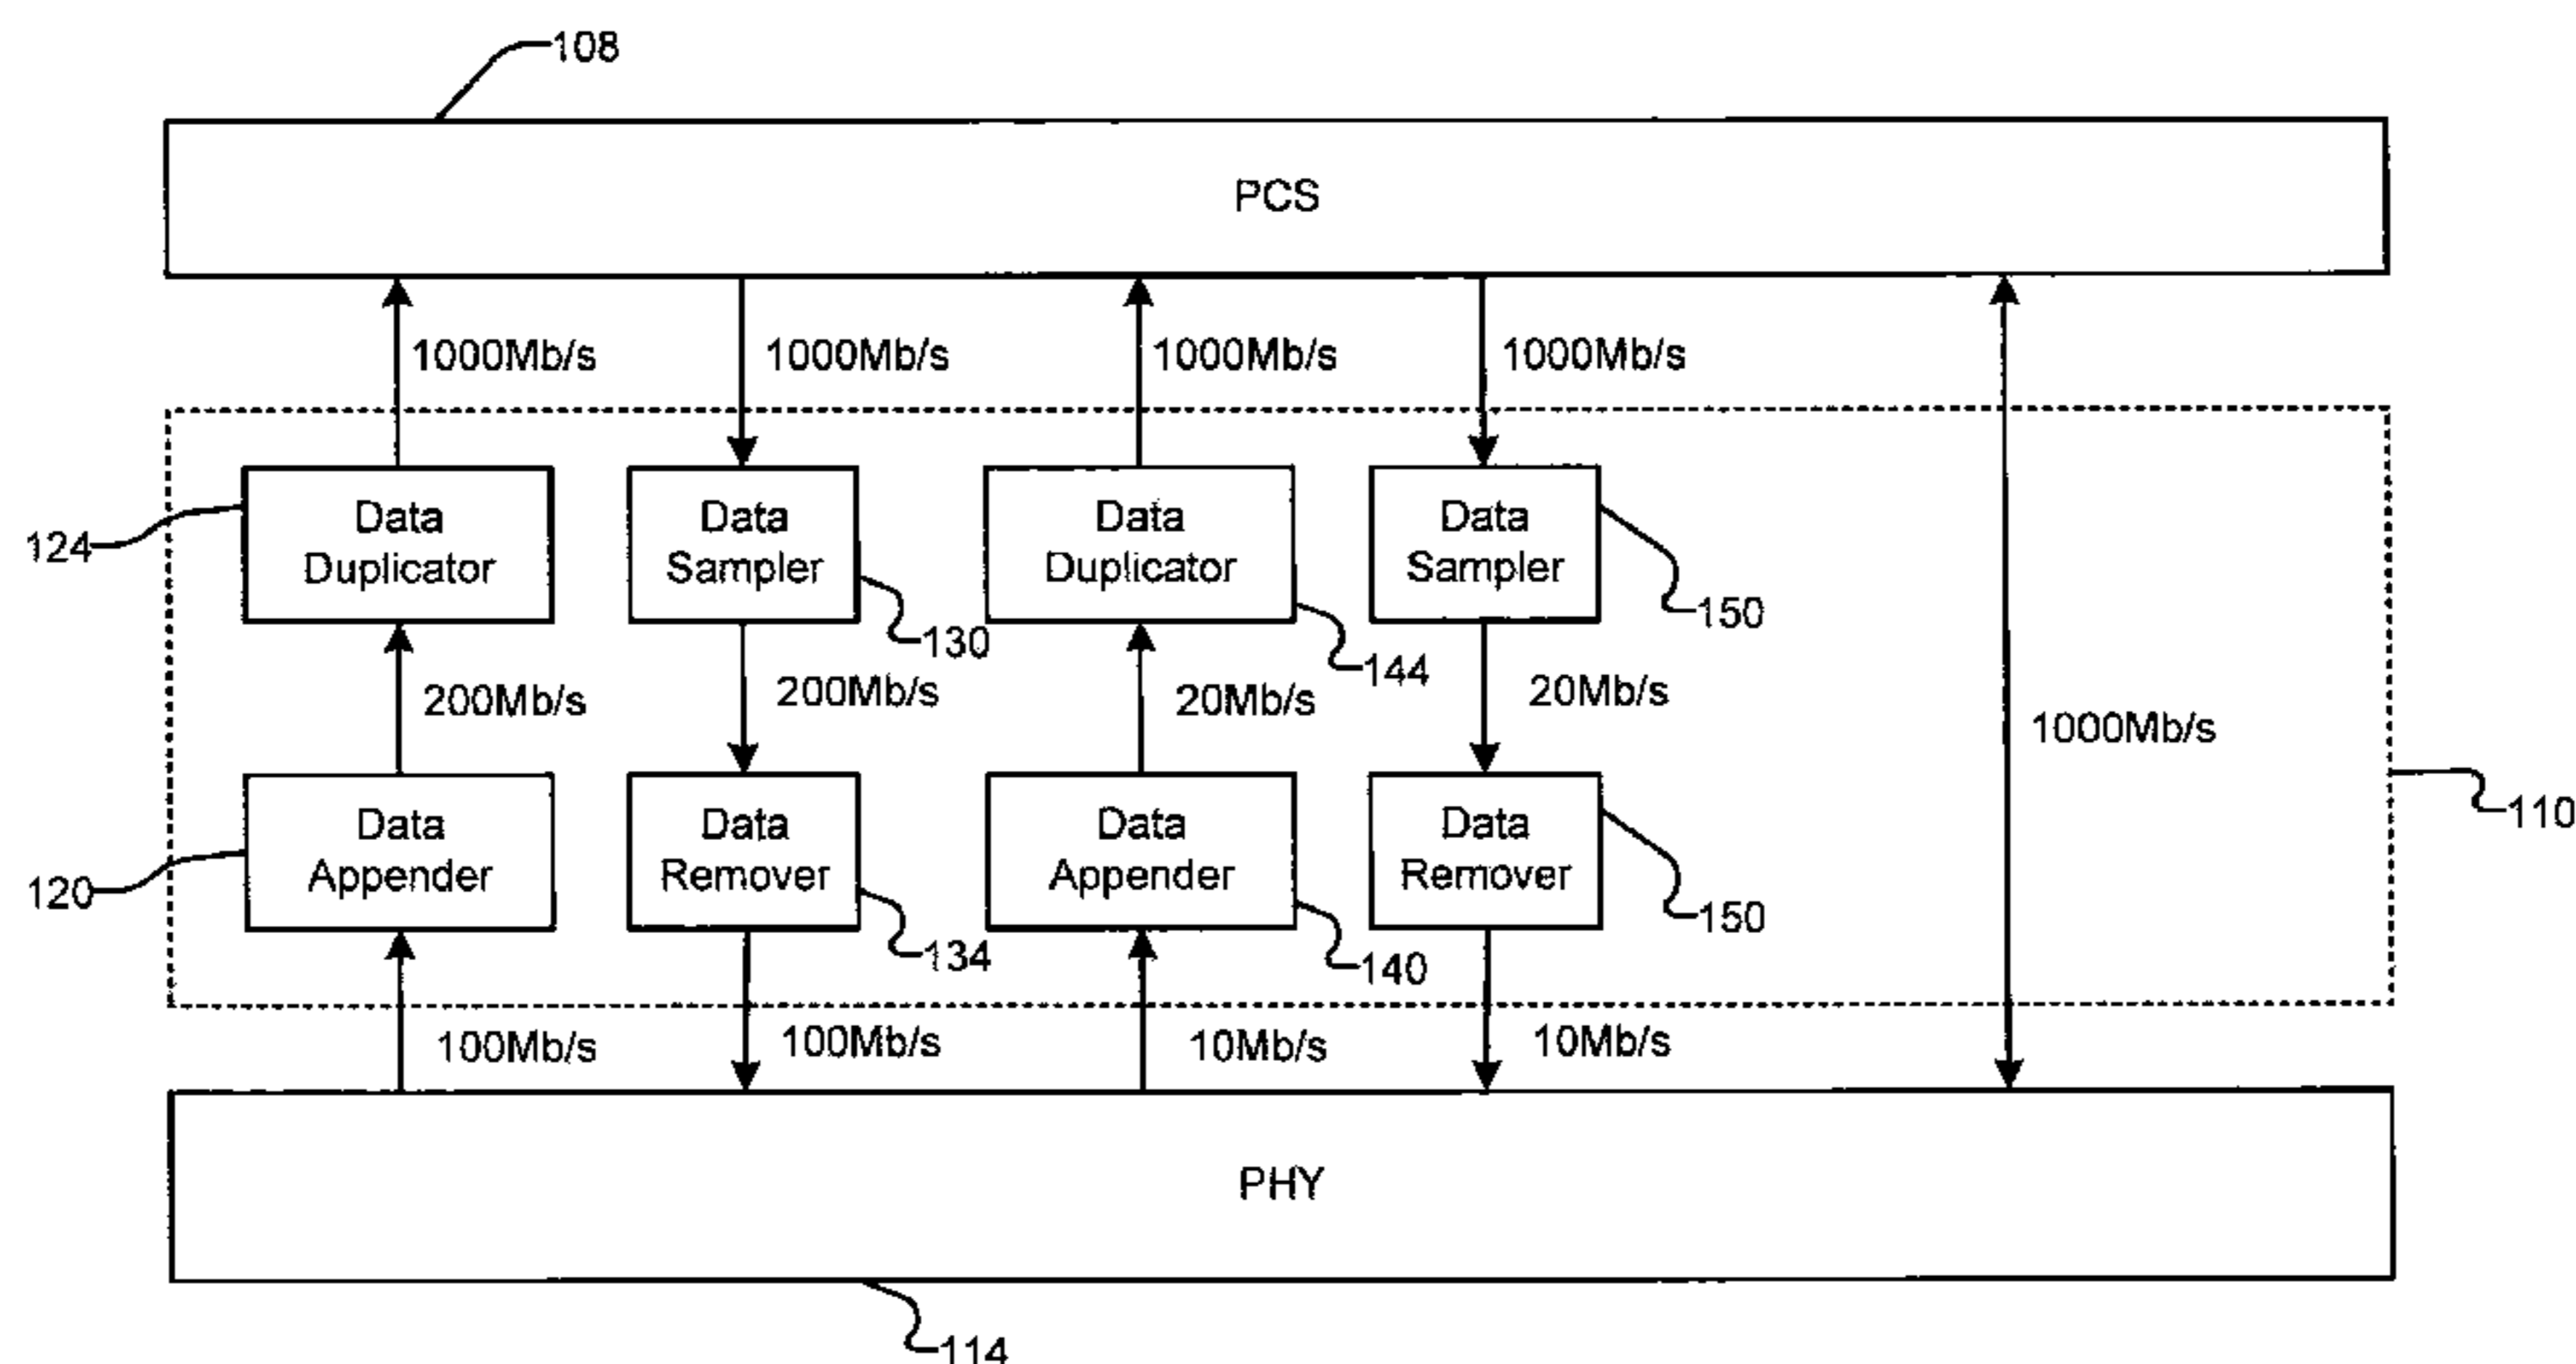 108
PCS
1000Mb/s
1000Mb/s
1000Mb/s
1000Mb/s
124
Data
Duplicator
Data
Sampler
130
Data
Duplicator
144
Data
Sampler
150
200Mb/s
200Mb/s
20Mb/s
20Mb/s
1000Mb/s
120
Data
Appender
Data
Remover
134
Data
Appender
140
Data
Remover
150
110
100Mb/s
100Mb/s
10Mb/s
10Mb/s
PHY
114